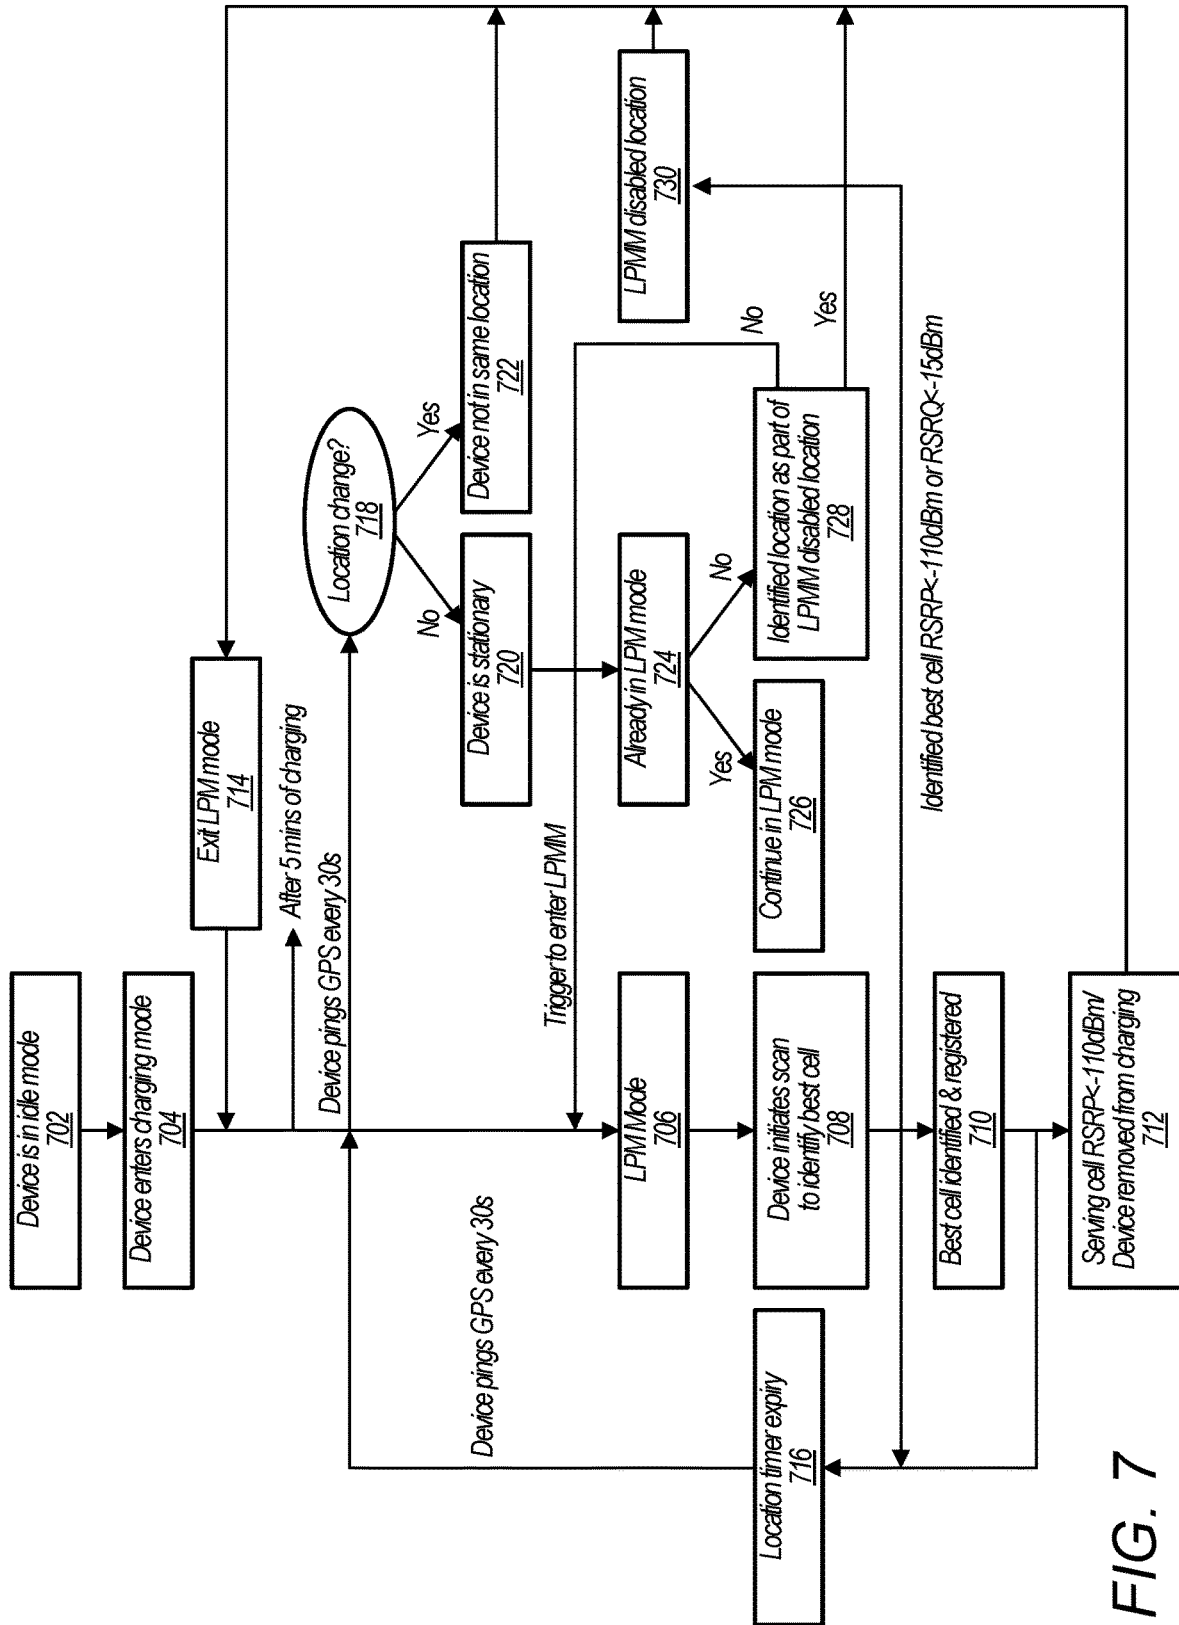 Device is in idle mode
702
Device enters charging mode
704
Exit LPM mode
714
After 5 mins of charging
Device pings GPS every 30s
Location change?
718
No
Yes
Device is stationary
720
Device not in same location
722
Device pings GPS every 30s
Trigger to enter LPMM
LPM Mode
706
Already in LPM mode
724
LPMM disabled location
730
Yes
No
No
Yes
Location timer expiry
716
Device initiates scan
to identify best cell
708
Continue in LPM mode
726
Identified location as part of
LPMM disabled location
728
Identified best cell RSRP<-110dBm or RSRQ<-15dBm
Best cell identified & registered
710
Serving cell RSRP<-110dBm/
Device removed from charging
712
FIG. 7